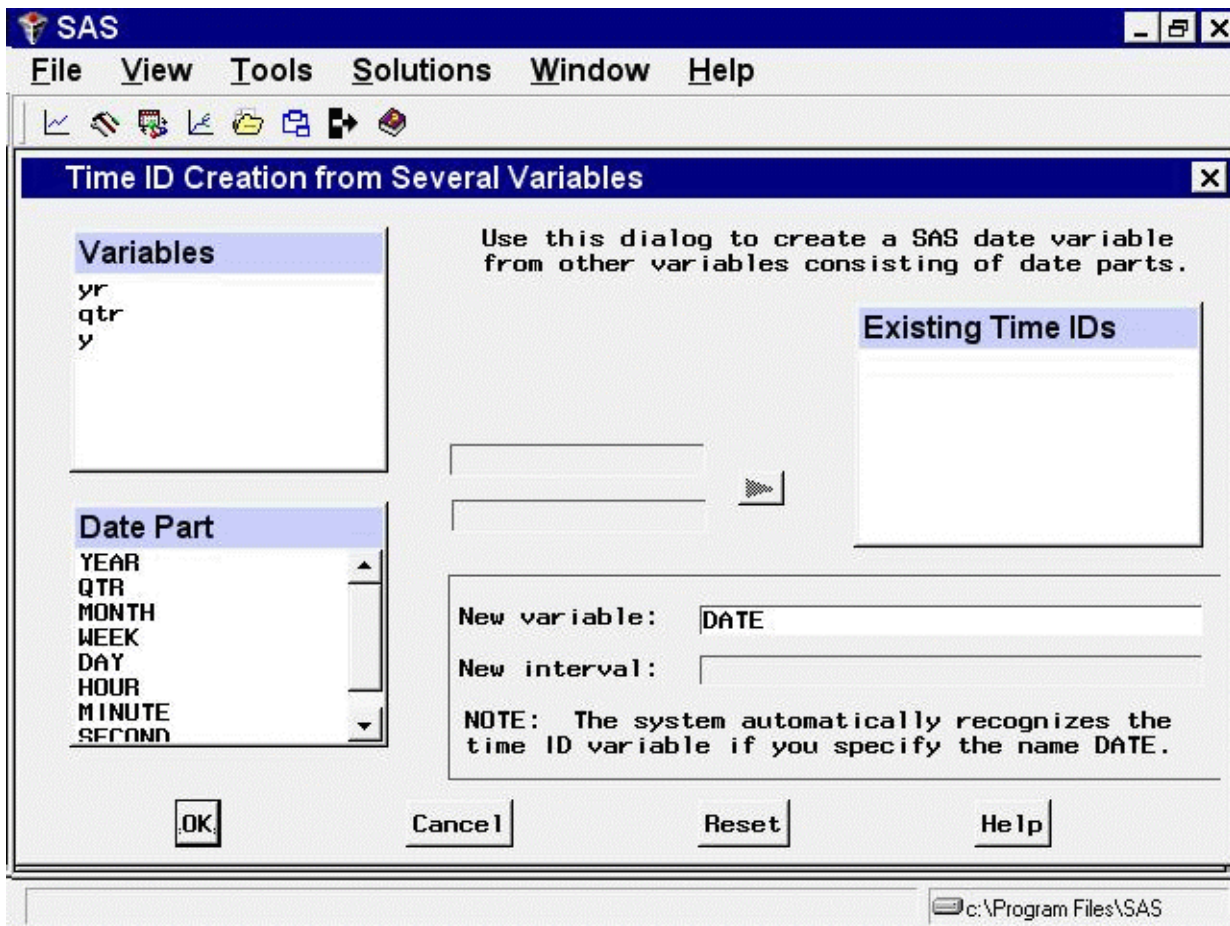 SAS
File View Tools Solutions Window Help
Time ID Creation from Several Variables
Use this dialog to create a SAS date variable
from other variables consisting of date parts.
Variables
yr
qtr
y
Existing Time IDs
Date Part
YEAR
QTR
MONTH
WEEK
DAY
HOUR
MINUTE
SECOND
New variable: DATE
New interval:
NOTE: The system automatically recognizes the
time ID variable if you specify the name DATE.
OK Cancel Reset Help
c:\Program Files\SAS